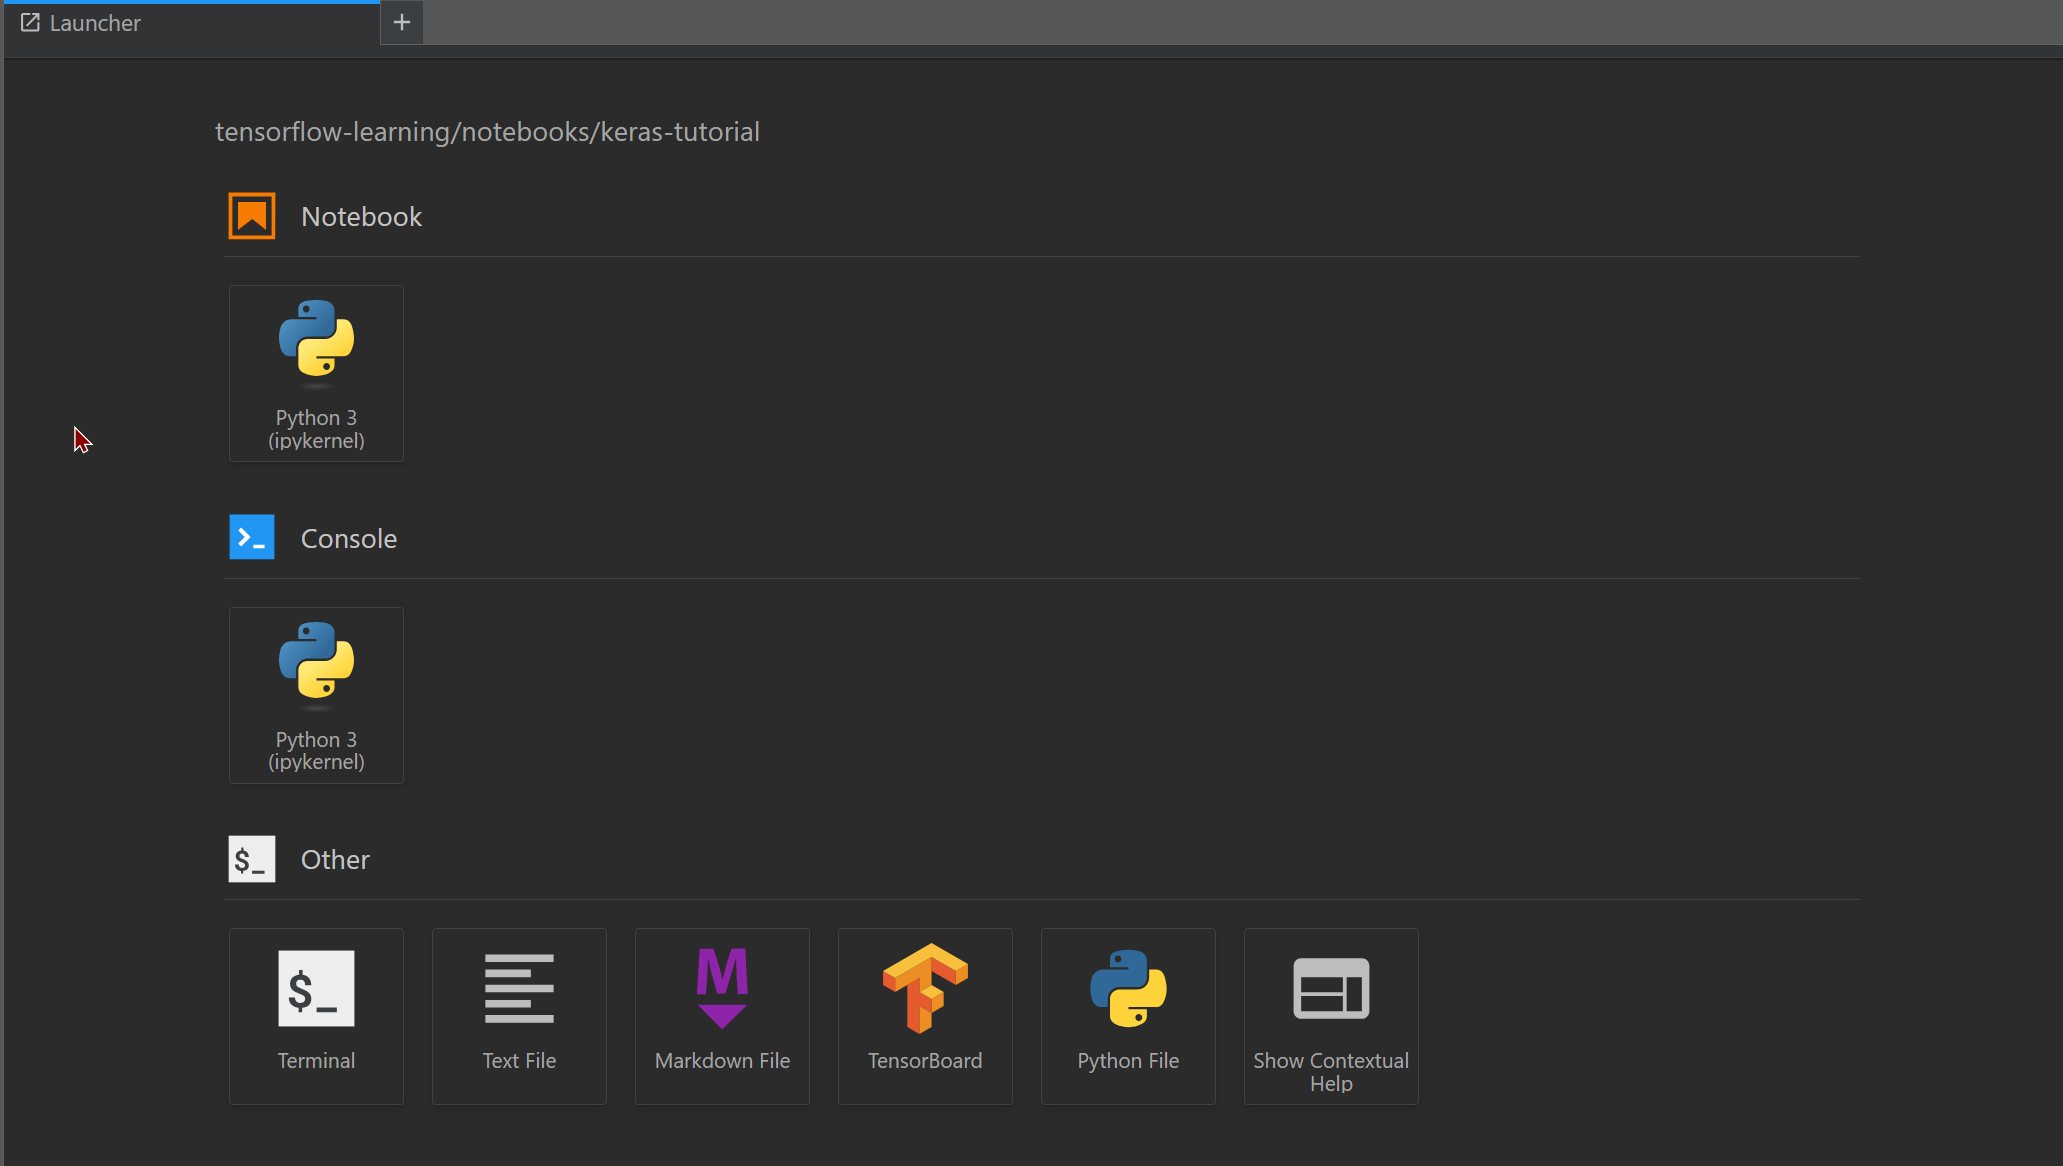 Launcher
tensorflow-learning/notebooks/keras-tutorial
Notebook
Python 3
(ipykernel)
Console
Python 3
(ipykernel)
$_ Other
$_
Terminal
Text File
M
Markdown File
TensorBoard
Python File
Show Contextual
Help